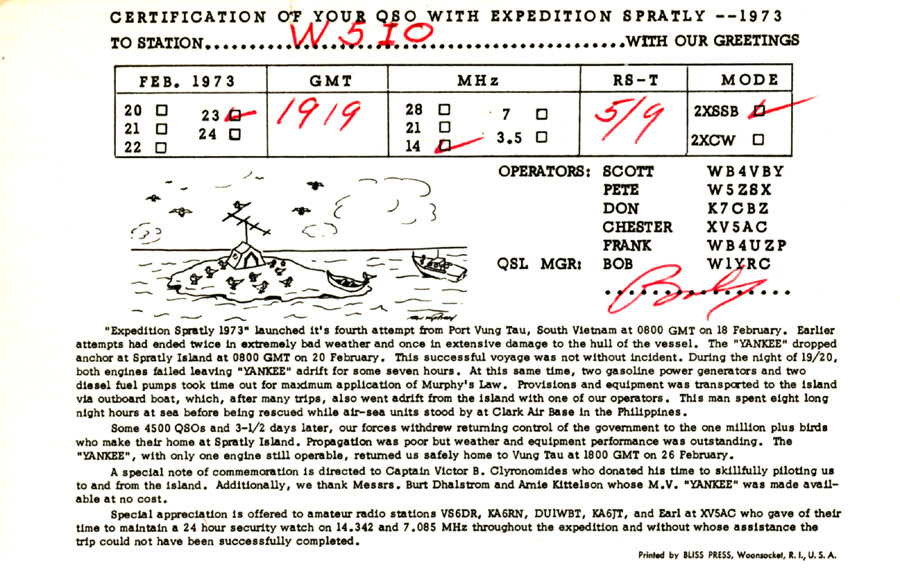 CERTIFICATION OF YOUR QSO WITH EXPEDITION SPRATLY --1973
TO STATION.......W5IO.......WITH OUR GREETINGS
FEB. 1973 GMT MHz RS-T MODE
20 □ 23 ☑ 1919 28 □ 7 □ 5/9 2XSSB ☑
21 □ 24 □ 21 □ 3.5 □
22 □ 14 ☑ 2XCW □
OPERATORS: SCOTT WB4VBY
PETE W5ZSX
DON K7CBZ
CHESTER XV5AC
FRANK WB4UZP
QSL MGR: BOB W1YRC
Bob
"Expedition Spratly 1973" launched it's fourth attempt from Port Vung Tau, South Vietnam at 0800 GMT on 18 February. Earlier
attempts had ended twice in extremely bad weather and once in extensive damage to the hull of the vessel. The "YANKEE" dropped
anchor at Spratly Island at 0800 GMT on 20 February. This successful voyage was not without incident. During the night of 19/20,
both engines failed leaving "YANKEE" adrift for some seven hours. At this same time, two gasoline power generators and two
diesel fuel pumps took time out for maximum application of Murphy's Law. Provisions and equipment was transported to the island
via outboard boat, which, after many trips, also went adrift from the island with one of our operators. This man spent eight long
night hours at sea before being rescued while air-sea units stood by at Clark Air Base in the Philippines.
Some 4500 QSOs and 3-1/2 days later, our forces withdrew returning control of the government to the one million plus birds
who make their home at Spratly Island. Propagation was poor but weather and equipment performance was outstanding. The
"YANKEE", with only one engine still operable, returned us safely home to Vung Tau at 1800 GMT on 26 February.
A special note of commemoration is directed to Captain Victor B. Clyronomides who donated his time to skillfully piloting us
to and from the island. Additionally, we thank Messrs. Burt Dhalstrom and Arnie Kittelson whose M.V. "YANKEE" was made avail-
able at no cost.
Special appreciation is offered to amateur radio stations VS6DR, KA6RN, DU1WBT, KA6JT, and Earl at XV5AC who gave of their
time to maintain a 24 hour security watch on 14.342 and 7.085 MHz throughout the expedition and without whose assistance the
trip could not have been successfully completed.
Printed by BLISS PRESS, Woonsocket, R.I., U.S.A.